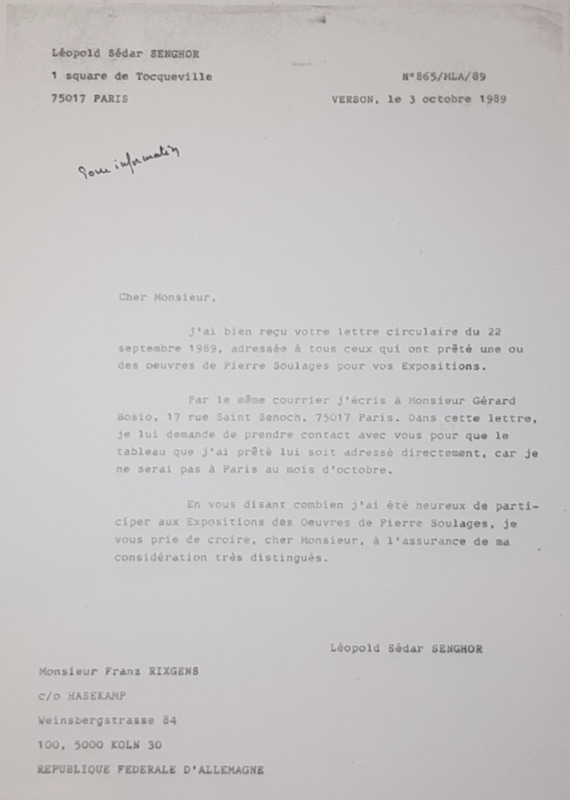 Léopold Sédar SENGHOR
1 square de Tocqueville
75017 PARIS
N°865/MLA/89
VERSON, le 3 octobre 1989
Pour information
Cher Monsieur,
J'ai bien reçu votre lettre circulaire du 22
septembre 1989, adressée à tous ceux qui ont prêté une ou
des oeuvres de Pierre Soulages pour vos Expositions.
Par le même courrier j'écris à Monsieur Gérard
Bosio, 17 rue Saint Senoch, 75017 Paris. Dans cette lettre,
je lui demande de prendre contact avec vous pour que le
tableau que j'ai prêté lui soit adressé directement, car je
ne serai pas à Paris au mois d'octobre.
En vous disant combien j'ai été heureux de parti-
ciper aux Expositions des Oeuvres de Pierre Soulages, je
vous prie de croire, cher Monsieur, à l'assurance de ma
considération très distingués.
Léopold Sédar SENGHOR
Monsieur Franz RIXGENS
c/o HASEKAMP
Weinsbergstrasse 84
100, 5000 KOLN 30
REPUBLIQUE FEDERALE D'ALLEMAGNE